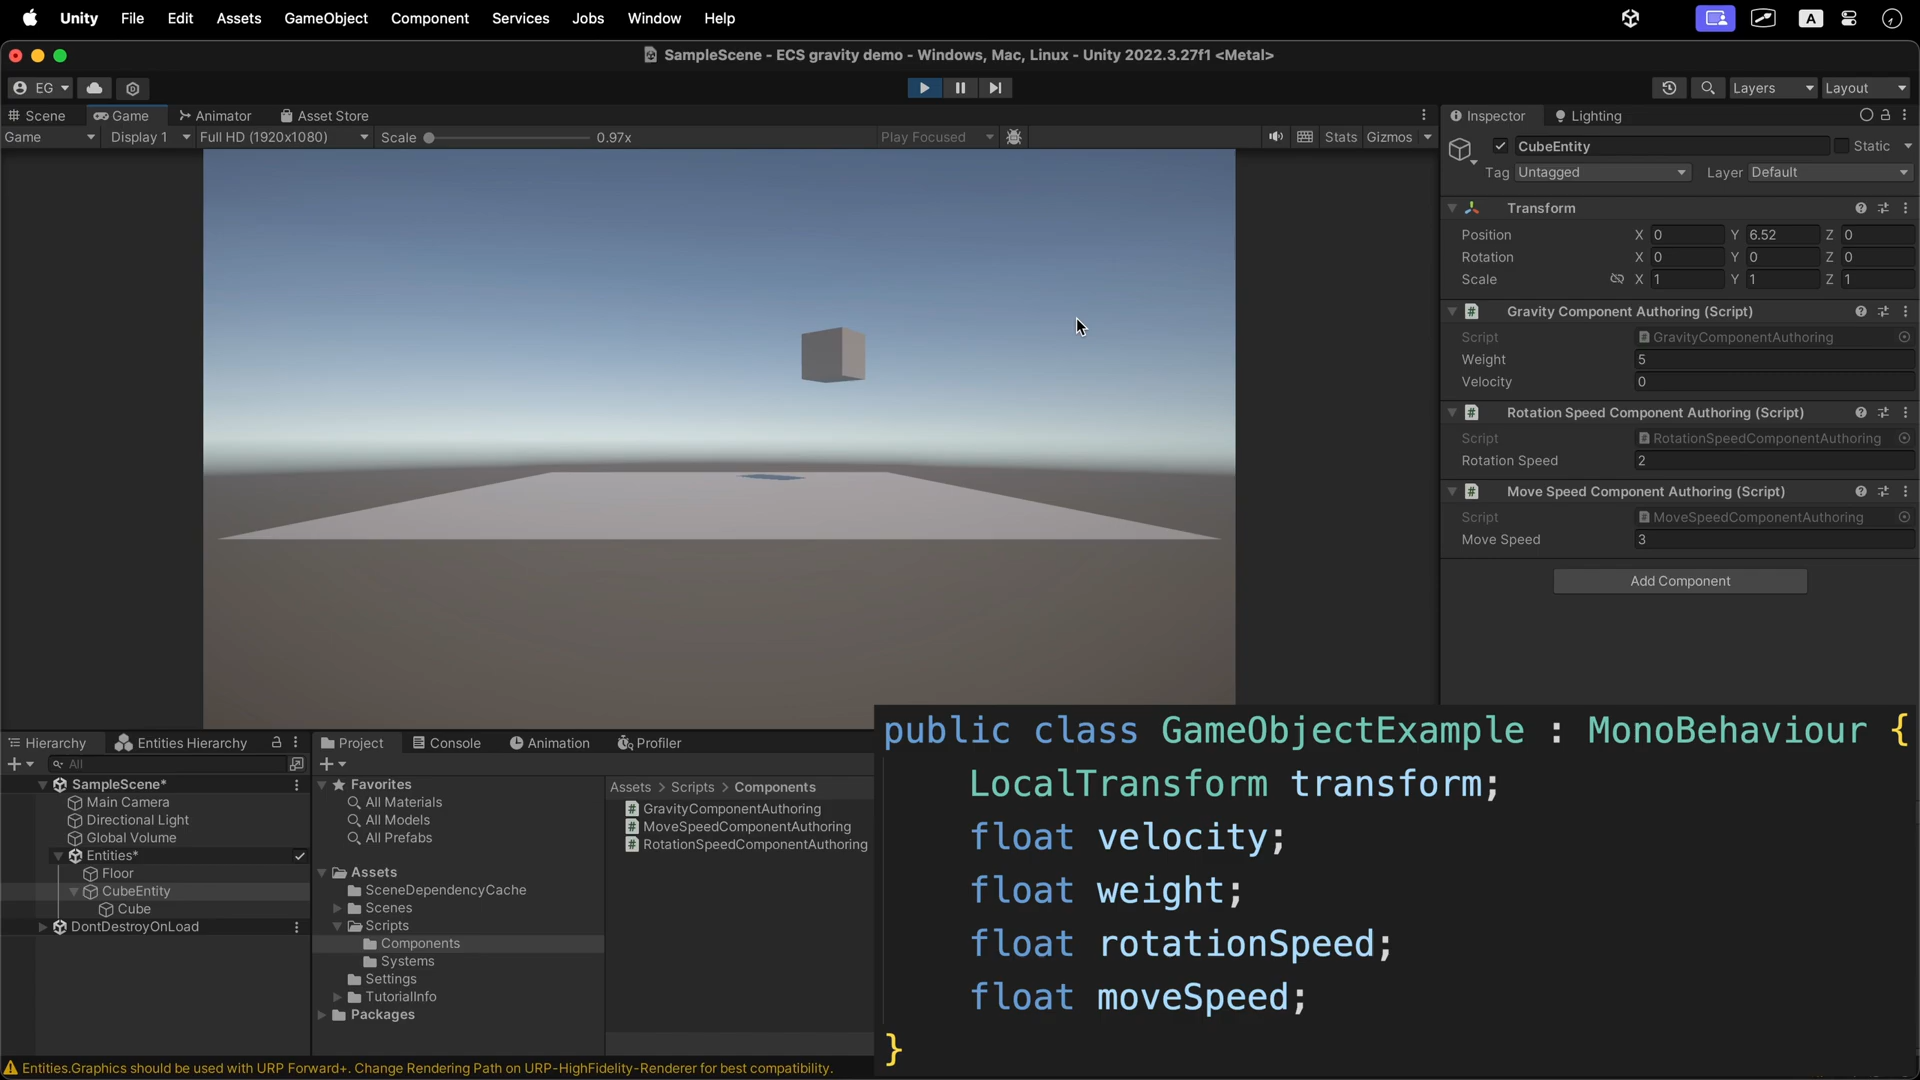 Unity File Edit Assets GameObject Component Services Jobs Window Help A
SampleScene - ECS gravity demo - Windows, Mac, Linux - Unity 2022.3.27f1 <Metal>
EG Layers Layout
Scene Game Animator Asset Store
Game Display 1 Full HD (1920x1080) Scale 0.97x Play Focused Stats Gizmos
Inspector Lighting
CubeEntity Static
Tag Untagged Layer Default
Transform
Position X 0 Y 6.52 Z 0
Rotation X 0 Y 0 Z 0
Scale X 1 Y 1 Z 1
# Gravity Component Authoring (Script)
Script # GravityComponentAuthoring
Weight 5
Velocity 0
# Rotation Speed Component Authoring (Script)
Script # RotationSpeedComponentAuthoring
Rotation Speed 2
# Move Speed Component Authoring (Script)
Script # MoveSpeedComponentAuthoring
Move Speed 3
Add Component
Hierarchy Entities Hierarchy
+ All
SampleScene*
Main Camera
Directional Light
Global Volume
Entities*
Floor
CubeEntity
Cube
DontDestroyOnLoad
Project Console Animation Profiler
+
Favorites
All Materials
All Models
All Prefabs
Assets
SceneDependencyCache
Scenes
Scripts
Components
Systems
Settings
TutorialInfo
Packages
Assets > Scripts > Components
# GravityComponentAuthoring
# MoveSpeedComponentAuthoring
# RotationSpeedComponentAuthoring
public class GameObjectExample : MonoBehaviour {
LocalTransform transform;
float velocity;
float weight;
float rotationSpeed;
float moveSpeed;
}
Entities.Graphics should be used with URP Forward+. Change Rendering Path on URP-HighFidelity-Renderer for best compatibility.